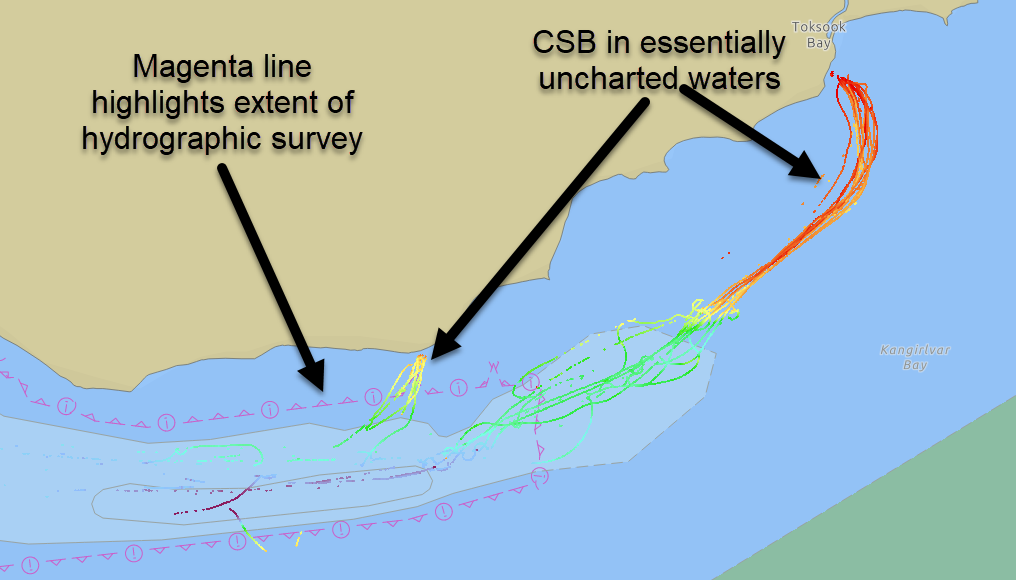 Magenta line
highlights extent of
hydrographic survey
CSB in essentially
uncharted waters
Toksook
Bay
Kangirlvar
Bay